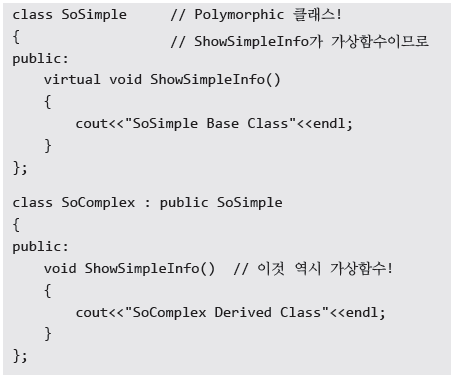 class SoSimple     // Polymorphic 클래스!
{                  // ShowSimpleInfo가 가상함수이므로
public:
    virtual void ShowSimpleInfo()
    {
        cout<<"SoSimple Base Class"<<endl;
    }
};
class SoComplex : public SoSimple
{
public:
    void ShowSimpleInfo()  // 이것 역시 가상함수!
    {
        cout<<"SoComplex Derived Class"<<endl;
    }
};